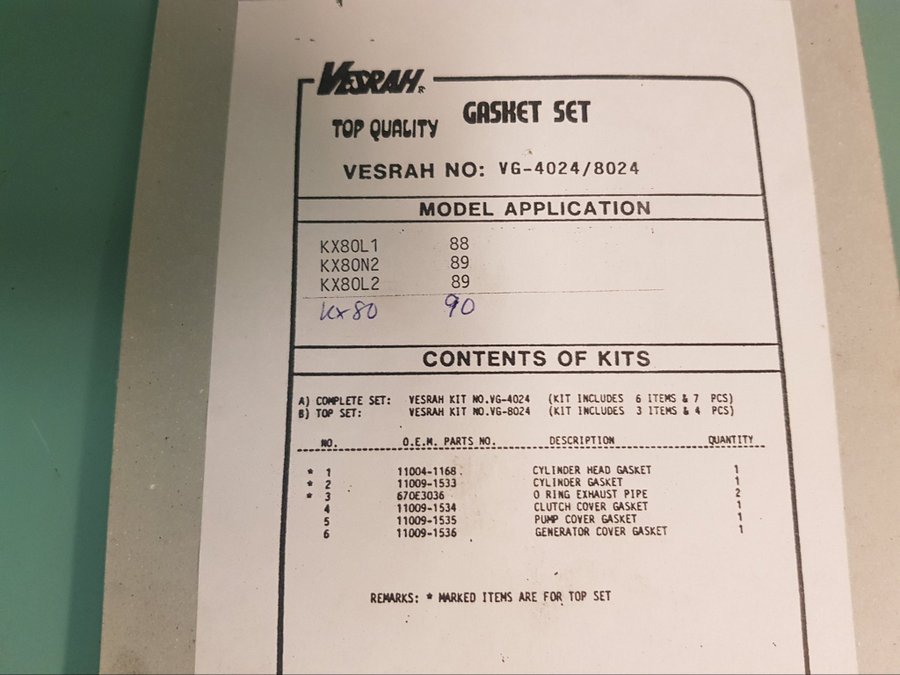 VESRAH®
GASKET SET
TOP QUALITY
VESRAH NO: VG-4024/8024
MODEL APPLICATION
KX80L1 88
KX80N2 89
KX80L2 89
Kx80 90
CONTENTS OF KITS
A) COMPLETE SET: VESRAH KIT NO.VG-4024 (KIT INCLUDES 6 ITEMS & 7 PCS)
B) TOP SET: VESRAH KIT NO.VG-8024 (KIT INCLUDES 3 ITEMS & 4 PCS)
NO. O.E.M. PARTS NO. DESCRIPTION QUANTITY
* 1 11004-1168 CYLINDER HEAD GASKET 1
* 2 11009-1533 CYLINDER GASKET 1
* 3 670E3036 O RING EXHAUST PIPE 2
4 11009-1534 CLUTCH COVER GASKET 1
5 11009-1535 PUMP COVER GASKET 1
6 11009-1536 GENERATOR COVER GASKET 1
REMARKS: * MARKED ITEMS ARE FOR TOP SET